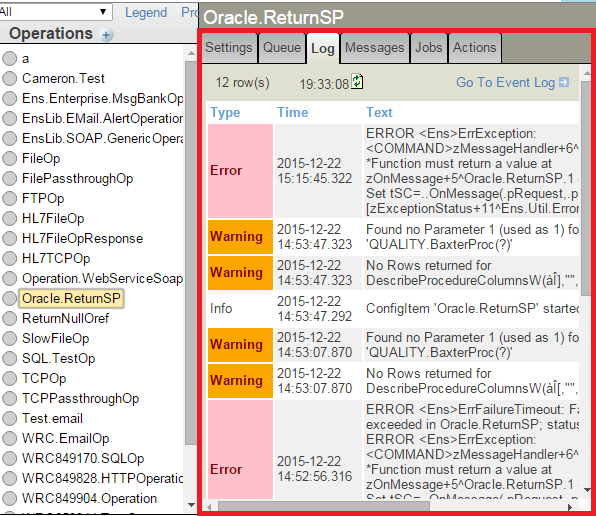 All
Legend
Operations
a
Cameron.Test
Ens.Enterprise.MsgBankOp
EnsLib.EMail.AlertOperation
EnsLib.SOAP.GenericOpera
FileOp
FilePassthroughOp
FTPOp
HL7FileOp
HL7FileOpResponse
HL7TCPOp
Operation.WebServiceSoap
Oracle.ReturnSP
ReturnNullOref
SlowFileOp
SQL.TestOp
TCPOp
TCPPassthroughOp
Test.email
WRC.EmailOp
WRC849170.SQLOp
WRC849828.HTTPOperation
WRC849904.Operation
Oracle.ReturnSP
Settings Queue Log Messages Jobs Actions
12 row(s) 19:33:08 Go To Event Log
Type Time Text
Error
2015-12-22
15:15:45.322
ERROR <Ens>ErrException:
<COMMAND>zMessageHandler+6^
*Function must return a value at
zOnMessage+5^Oracle.ReturnSP.1
Set tSC=..OnMessage(.pRequest,.p
[zExceptionStatus+11^Ens.Util.Error
Warning
2015-12-22
14:53:47.323
Found no Parameter 1 (used as 1) fo
'QUALITY.BaxterProc(?)'
Warning
2015-12-22
14:53:47.323
No Rows returned for
DescribeProcedureColumnsW(àÎ[,"",
Info
2015-12-22
14:53:47.292
ConfigItem 'Oracle.ReturnSP' starte
Warning
2015-12-22
14:53:07.870
Found no Parameter 1 (used as 1) fo
'QUALITY.BaxterProc(?)'
Warning
2015-12-22
14:53:07.870
No Rows returned for
DescribeProcedureColumnsW(àÎ[,"",
Error
2015-12-22
14:52:56.316
ERROR <Ens>ErrFailureTimeout: Fa
exceeded in Oracle.ReturnSP; status
ERROR <Ens>ErrException:
<COMMAND>zMessageHandler+6^
*Function must return a value at
zOnMessage+5^Oracle.ReturnSP.1
Set tSC=..OnMessage(.pRequest,.p